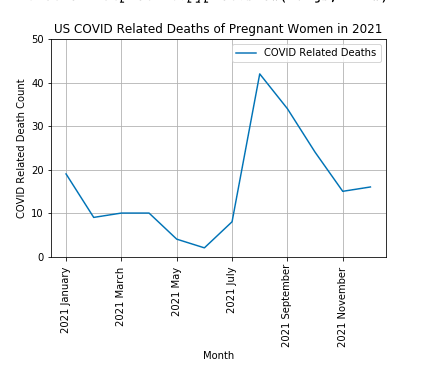 US COVID Related Deaths of Pregnant Women in 2021
COVID Related Deaths
COVID Related Death Count
50
40
30
20
10
0
2021 January
2021 March
2021 May
2021 July
2021 September
2021 November
Month